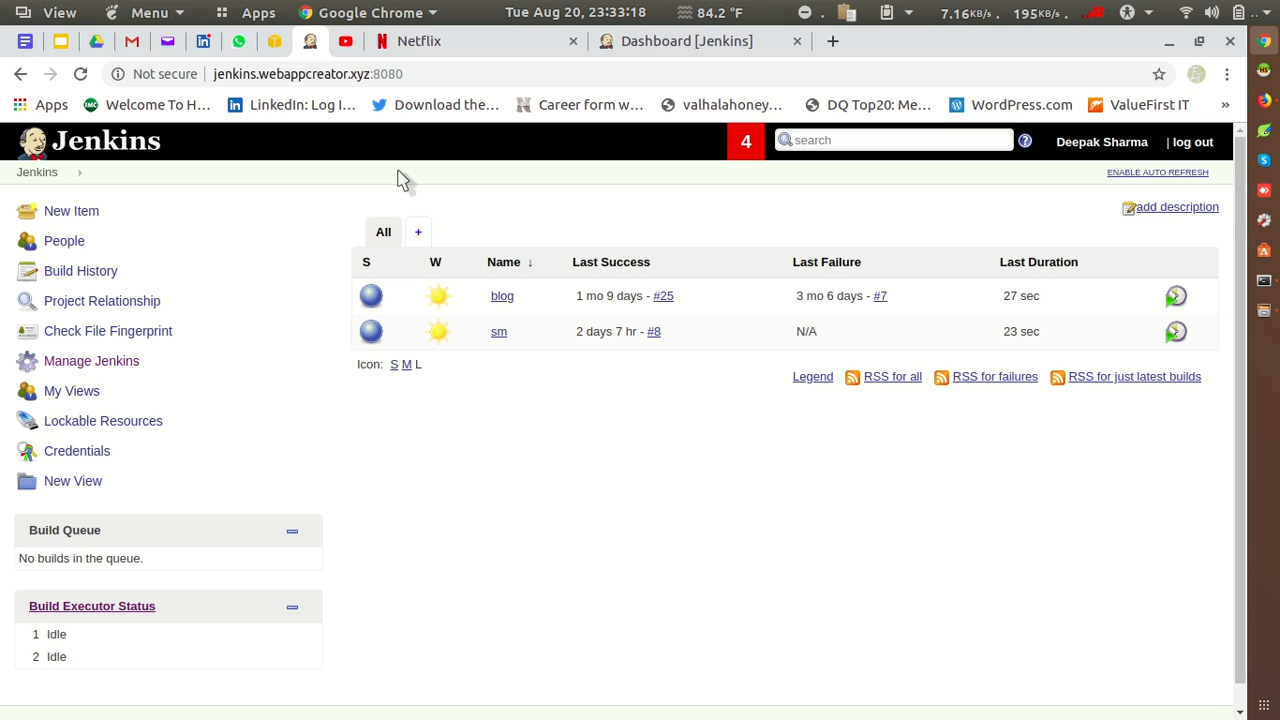 View Menu Apps Google Chrome Tue Aug 20, 23:33:18 84.2 °F 7.16KB/s 195KB/s
Netflix Dashboard [Jenkins]
Not secure jenkins.webappcreator.xyz:8080
Apps Welcome To H... LinkedIn: Log I... Download the... Career form w... valhalahoney... DQ Top20: Me... WordPress.com ValueFirst IT »
Jenkins 4 search Deepak Sharma | log out
Jenkins ENABLE AUTO REFRESH
add description
New Item
People
Build History
Project Relationship
Check File Fingerprint
Manage Jenkins
My Views
Lockable Resources
Credentials
New View
Build Queue
No builds in the queue.
Build Executor Status
1 Idle
2 Idle
All +
S W Name ↓ Last Success Last Failure Last Duration
blog 1 mo 9 days - #25 3 mo 6 days - #7 27 sec
sm 2 days 7 hr - #8 N/A 23 sec
Icon: S M L
Legend RSS for all RSS for failures RSS for just latest builds